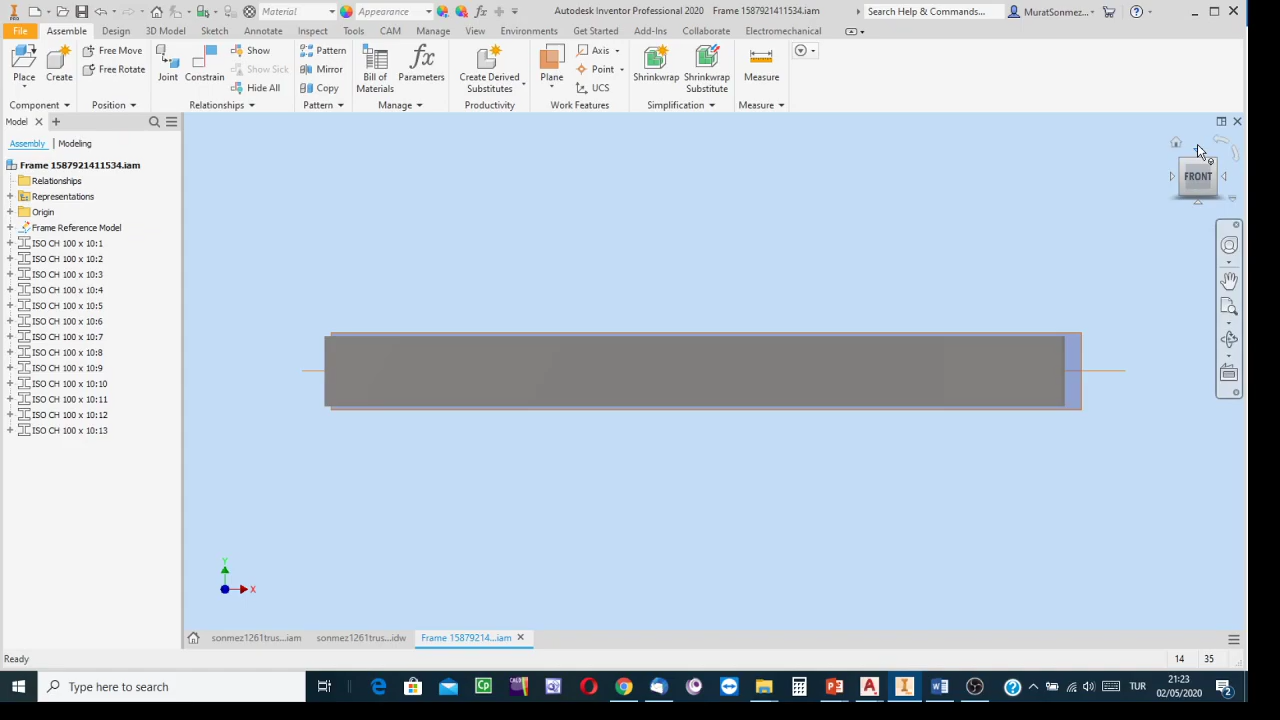 PRO
Material
Appearance
Autodesk Inventor Professional 2020 Frame 1587921411534.iam
Search Help & Commands...
MuratSonmez...
File Assemble Design 3D Model Sketch Annotate Inspect Tools CAM Manage View Environments Get Started Add-Ins Collaborate Electromechanical
Free Move Show Pattern Axis
Free Rotate Show Sick Mirror Point
Place Create Joint Constrain Hide All Copy Bill of Materials Parameters Create Derived Substitutes Plane UCS Shrinkwrap Shrinkwrap Substitute Measure
Component Position Relationships Pattern Manage Productivity Work Features Simplification Measure
Model
Assembly Modeling
Frame 1587921411534.iam
Relationships
Representations
Origin
Frame Reference Model
ISO CH 100 x 10:1
ISO CH 100 x 10:2
ISO CH 100 x 10:3
ISO CH 100 x 10:4
ISO CH 100 x 10:5
ISO CH 100 x 10:6
ISO CH 100 x 10:7
ISO CH 100 x 10:8
ISO CH 100 x 10:9
ISO CH 100 x 10:10
ISO CH 100 x 10:11
ISO CH 100 x 10:12
ISO CH 100 x 10:13
FRONT
Y
X
sonmez1261trus...iam sonmez1261trus...idw Frame 15879214...iam
Ready 14 35
Type here to search
TUR
21:23
02/05/2020
2